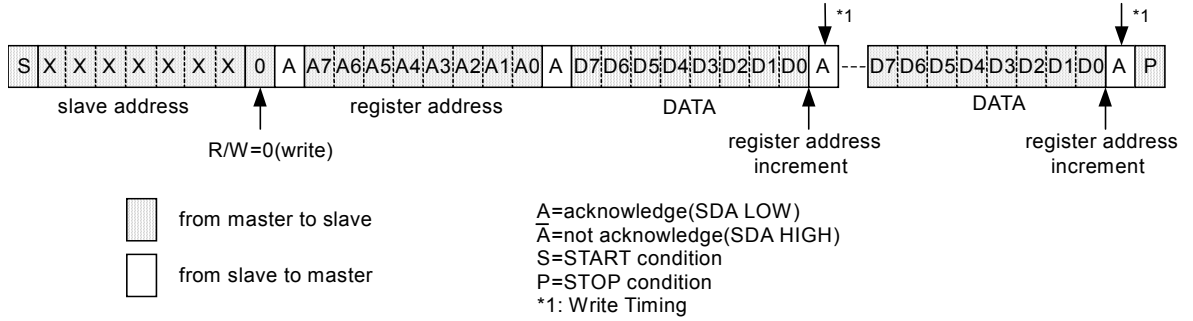 *1 *1
S X X X X X X X 0 A A7 A6 A5 A4 A3 A2 A1 A0 A D7 D6 D5 D4 D3 D2 D1 D0 A D7 D6 D5 D4 D3 D2 D1 D0 A P
slave address register address DATA DATA
R/W=0(write)
register address
increment
register address
increment
from master to slave
from slave to master
A=acknowledge(SDA LOW)
A̅=not acknowledge(SDA HIGH)
S=START condition
P=STOP condition
*1: Write Timing